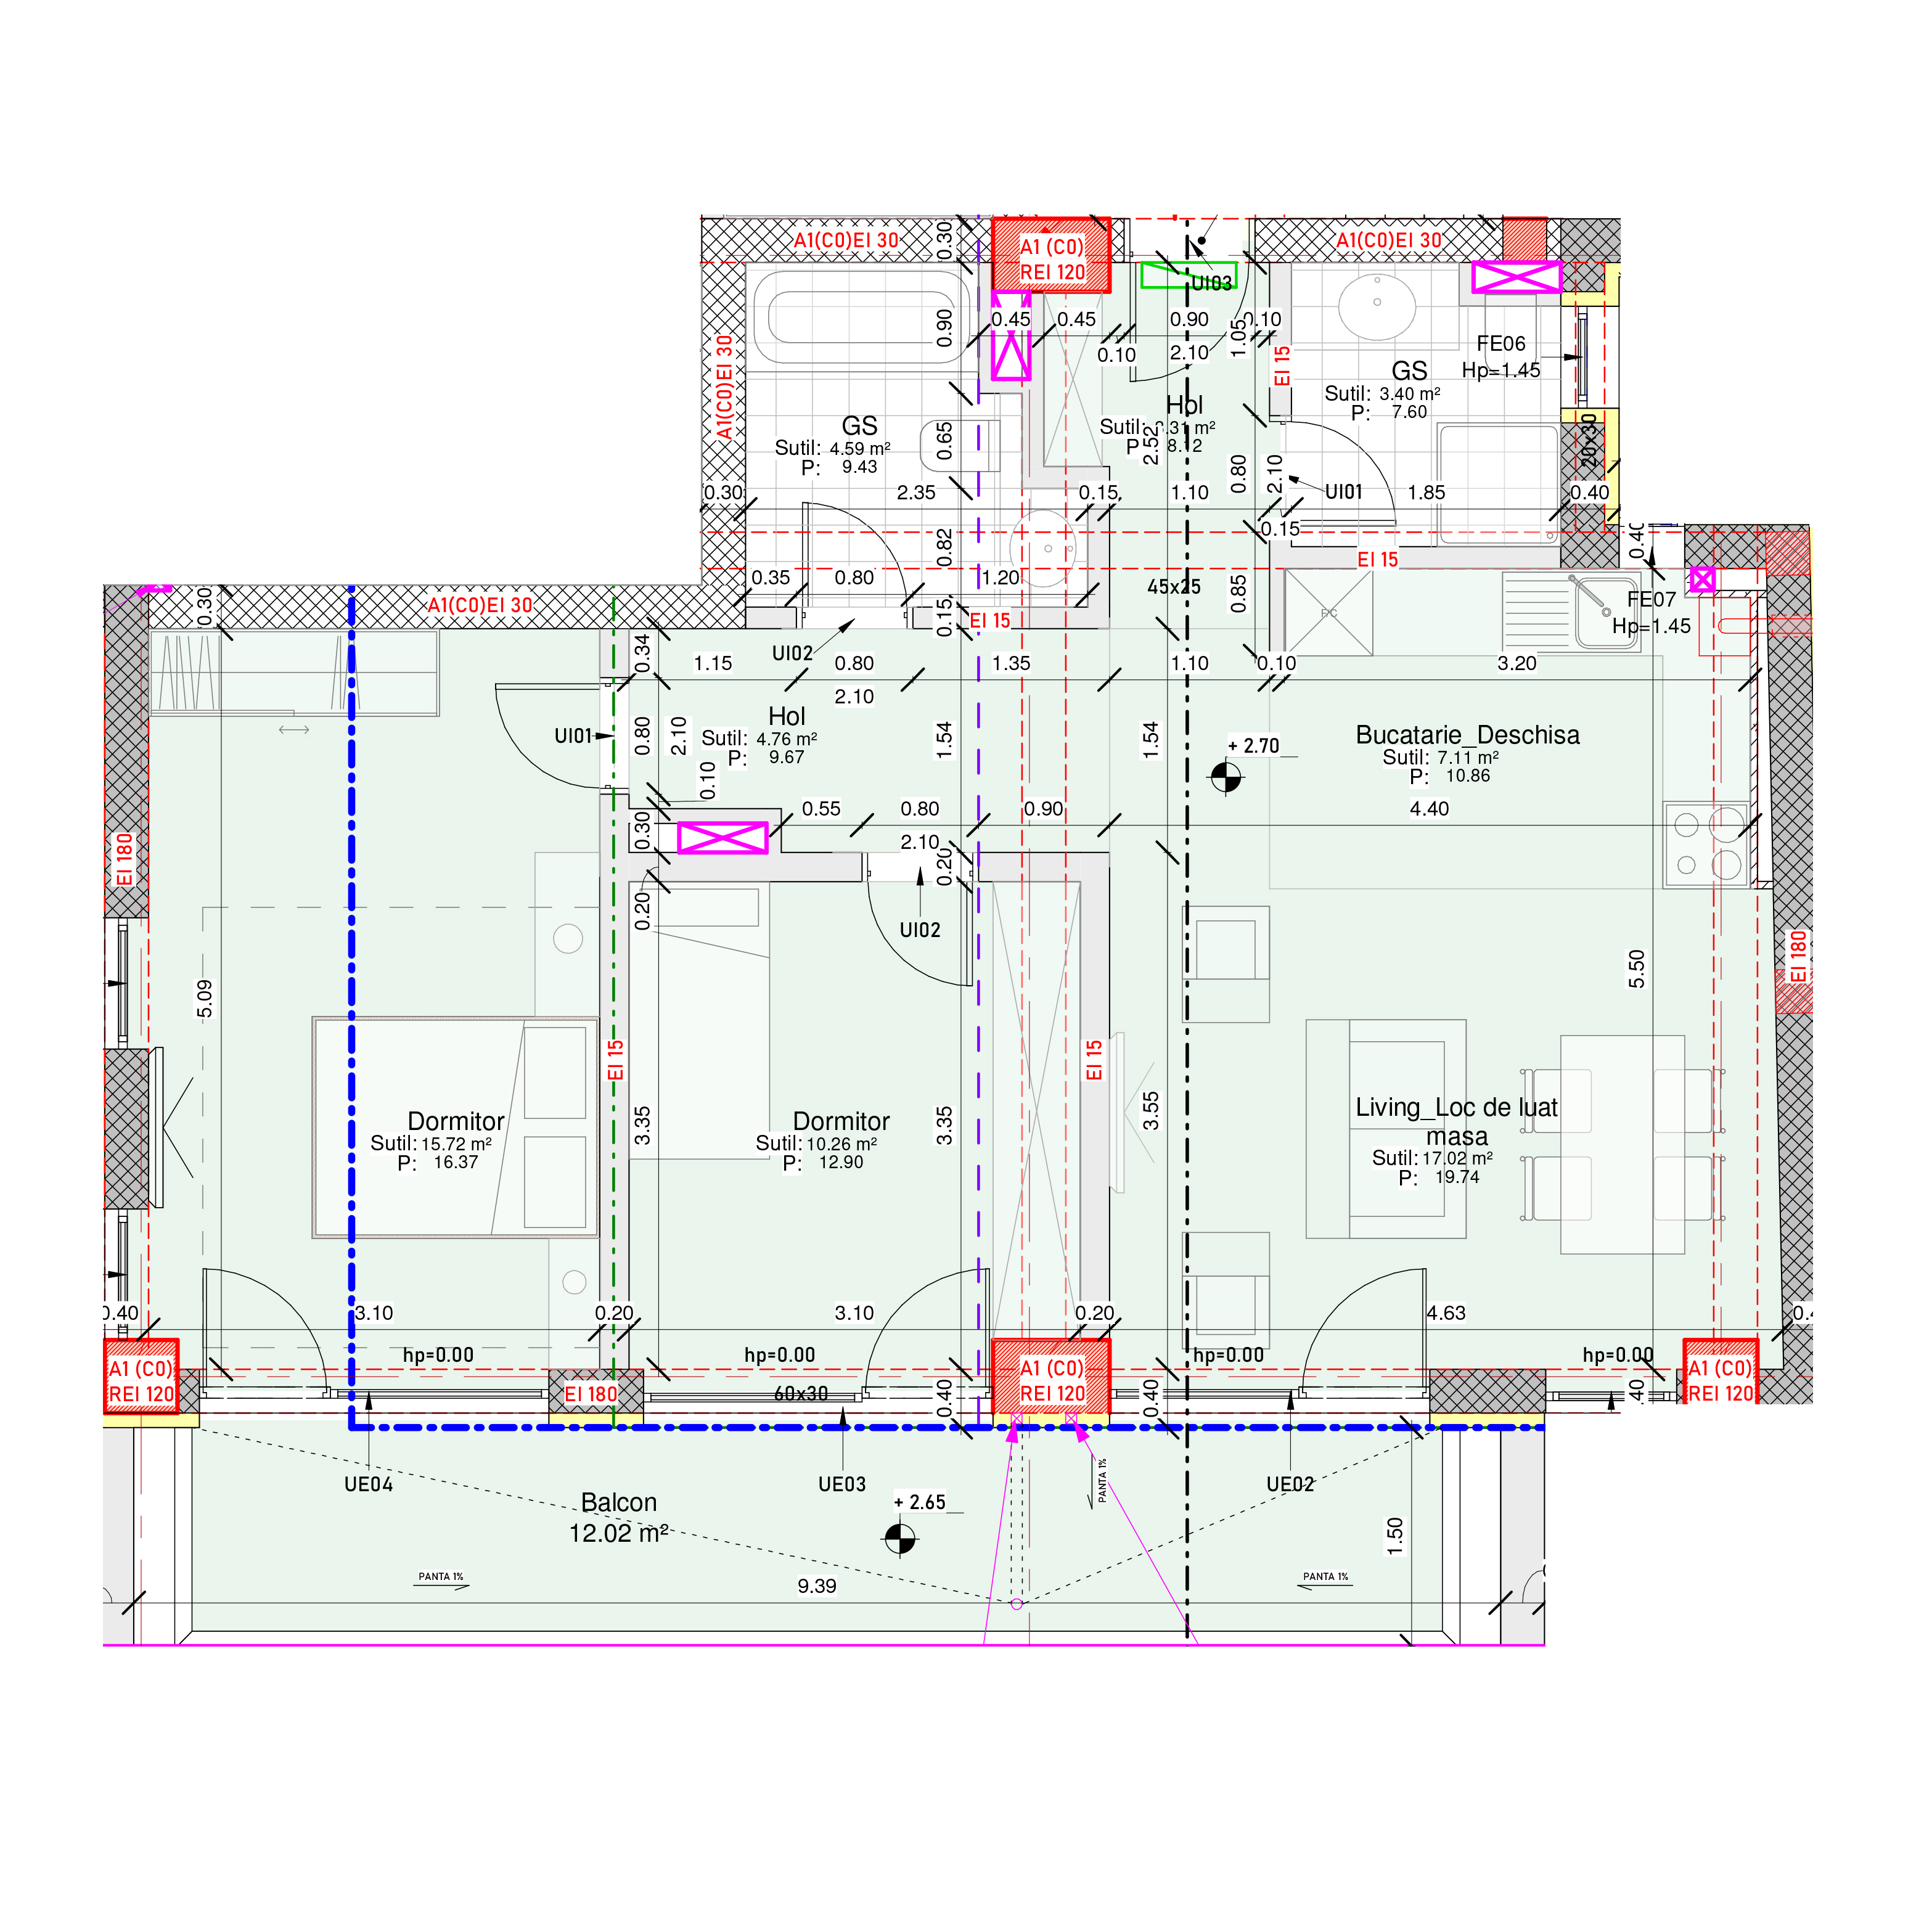 A1(C0)EI 30
0.30
A1 (C0)
REI 120
A1(C0)EI 30
UI03
0.90
0.45
0.45
0.90
0.10
1.05
0.10
2.10
A1(C0)EI 30
EI 15
FE06
Hp=1.45
GS
Sutil: 3.40 m²
P: 7.60
Hol
Sutil:
P
8.12
2.52
GS
Sutil: 4.59 m²
P: 9.43
0.65
20x30
0.80
2.10
UI01
0.30
2.35
0.15
1.10
1.85
0.40
0.15
0.82
0.40
EI 15
0.35
0.80
1.20
45x25
0.85
FE07
Hp=1.45
0.30
A1(C0)EI 30
0.15
EI 15
UI02
0.34
1.15
0.80
1.35
1.10
0.10
3.20
2.10
UI01
0.80
2.10
Hol
Sutil: 4.76 m²
P: 9.67
0.10
1.54
1.54
+ 2.70
Bucatarie_Deschisa
Sutil: 7.11 m²
P: 10.86
0.55
0.80
0.90
4.40
0.30
2.10
0.20
EI 180
0.20
UI02
EI 180
5.09
5.50
EI 15
EI 15
3.35
3.35
3.55
Dormitor
Sutil: 15.72 m²
P: 16.37
Dormitor
Sutil: 10.26 m²
P: 12.90
Living_Loc de luat
masa
Sutil: 17.02 m²
P: 19.74
0.40
3.10
0.20
3.10
0.20
4.63
hp=0.00
hp=0.00
hp=0.00
hp=0.00
A1 (C0)
REI 120
EI 180
60x30
0.40
A1 (C0)
REI 120
0.40
.40
A1 (C0)
REI 120
UE04
UE03
UE02
PANTA 1%
Balcon
12.02 m²
+ 2.65
1.50
PANTA 1%
9.39
PANTA 1%